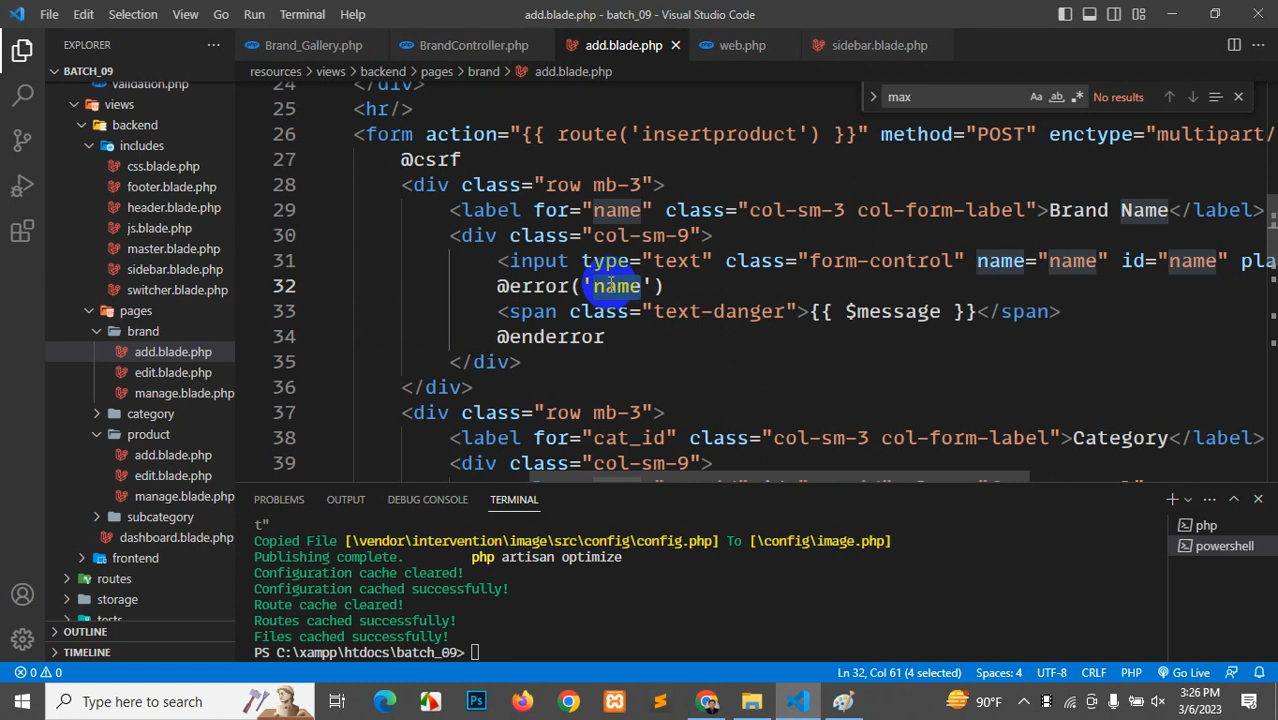 File Edit Selection View Go Run Terminal Help
add.blade.php - batch_09 - Visual Studio Code
EXPLORER
Brand_Gallery.php
BrandController.php
add.blade.php
web.php
sidebar.blade.php
BATCH_09
resources > views > backend > pages > brand > add.blade.php
validation.php
views
backend
includes
css.blade.php
footer.blade.php
header.blade.php
js.blade.php
master.blade.php
sidebar.blade.php
switcher.blade.php
pages
brand
add.blade.php
edit.blade.php
manage.blade.php
category
product
add.blade.php
edit.blade.php
manage.blade.php
subcategory
dashboard.blade.php
frontend
routes
storage
tests
OUTLINE
TIMELINE
max
Aa ab .* No results
24 </div>
25 <hr/>
26 <form action="{{ route('insertproduct') }}" method="POST" enctype="multipart/
27 @csrf
28 <div class="row mb-3">
29 <label for="name" class="col-sm-3 col-form-label">Brand Name</label>
30 <div class="col-sm-9">
31 <input type="text" class="form-control" name="name" id="name" pla
32 @error('name')
33 <span class="text-danger">{{ $message }}</span>
34 @enderror
35 </div>
36 </div>
37 <div class="row mb-3">
38 <label for="cat_id" class="col-sm-3 col-form-label">Category</label>
39 <div class="col-sm-9">
PROBLEMS OUTPUT DEBUG CONSOLE TERMINAL
t"
Copied File [\vendor\intervention\image\src\config\config.php] To [\config\image.php]
Publishing complete. php artisan optimize
Configuration cache cleared!
Configuration cached successfully!
Route cache cleared!
Routes cached successfully!
Files cached successfully!
PS C:\xampp\htdocs\batch_09>
php
powershell
0 0
Ln 32, Col 61 (4 selected) Spaces: 4 UTF-8 CRLF PHP Go Live
Type here to search
Ps
90°F
3:26 PM
3/6/2023